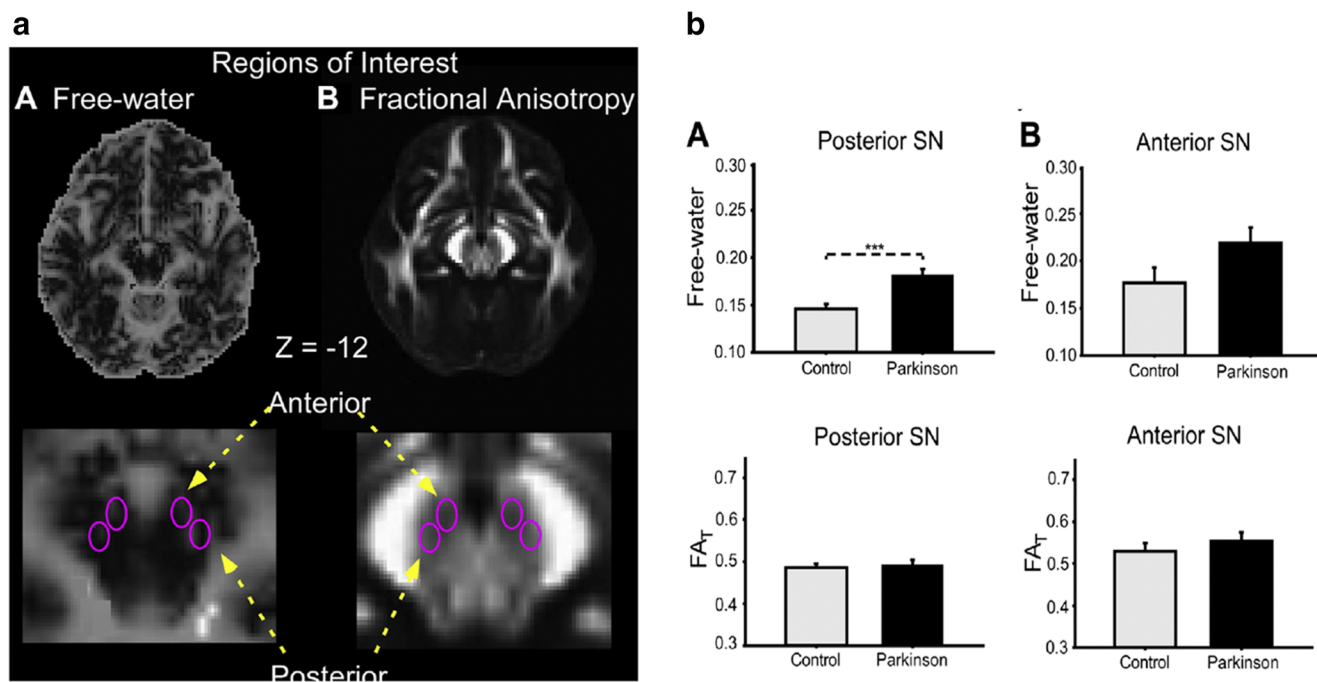 a
Regions of Interest
A Free-water
B Fractional Anisotropy
Z = -12
Anterior
Posterior
b
A
Posterior SN
Free-water
0.30
0.25
0.20
0.15
0.10
***
Control
Parkinson
B
Anterior SN
Free-water
0.30
0.25
0.20
0.15
0.10
Control
Parkinson
Posterior SN
FAT
0.7
0.6
0.5
0.4
0.3
Control
Parkinson
Anterior SN
FAT
0.7
0.6
0.5
0.4
0.3
Control
Parkinson